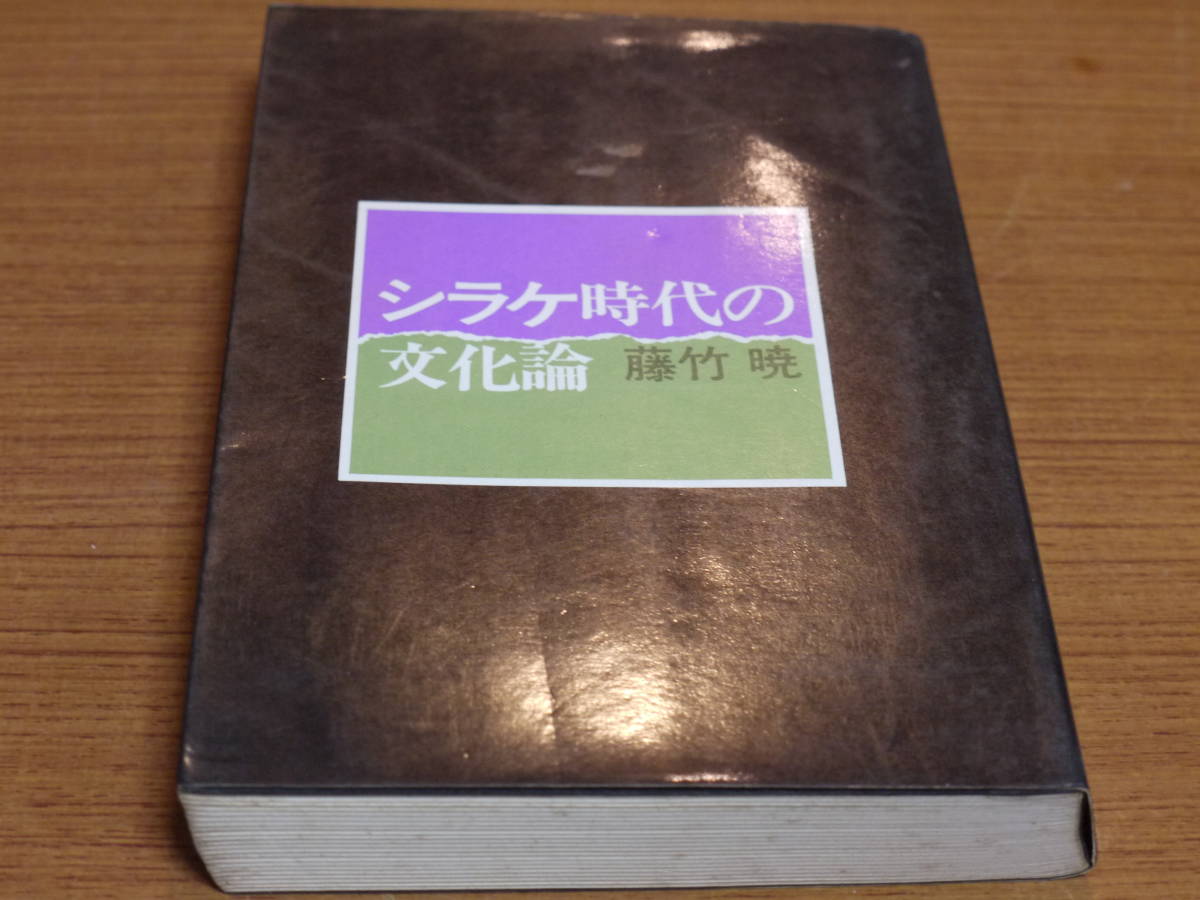 シラケ時代の
文化論 藤竹 暁